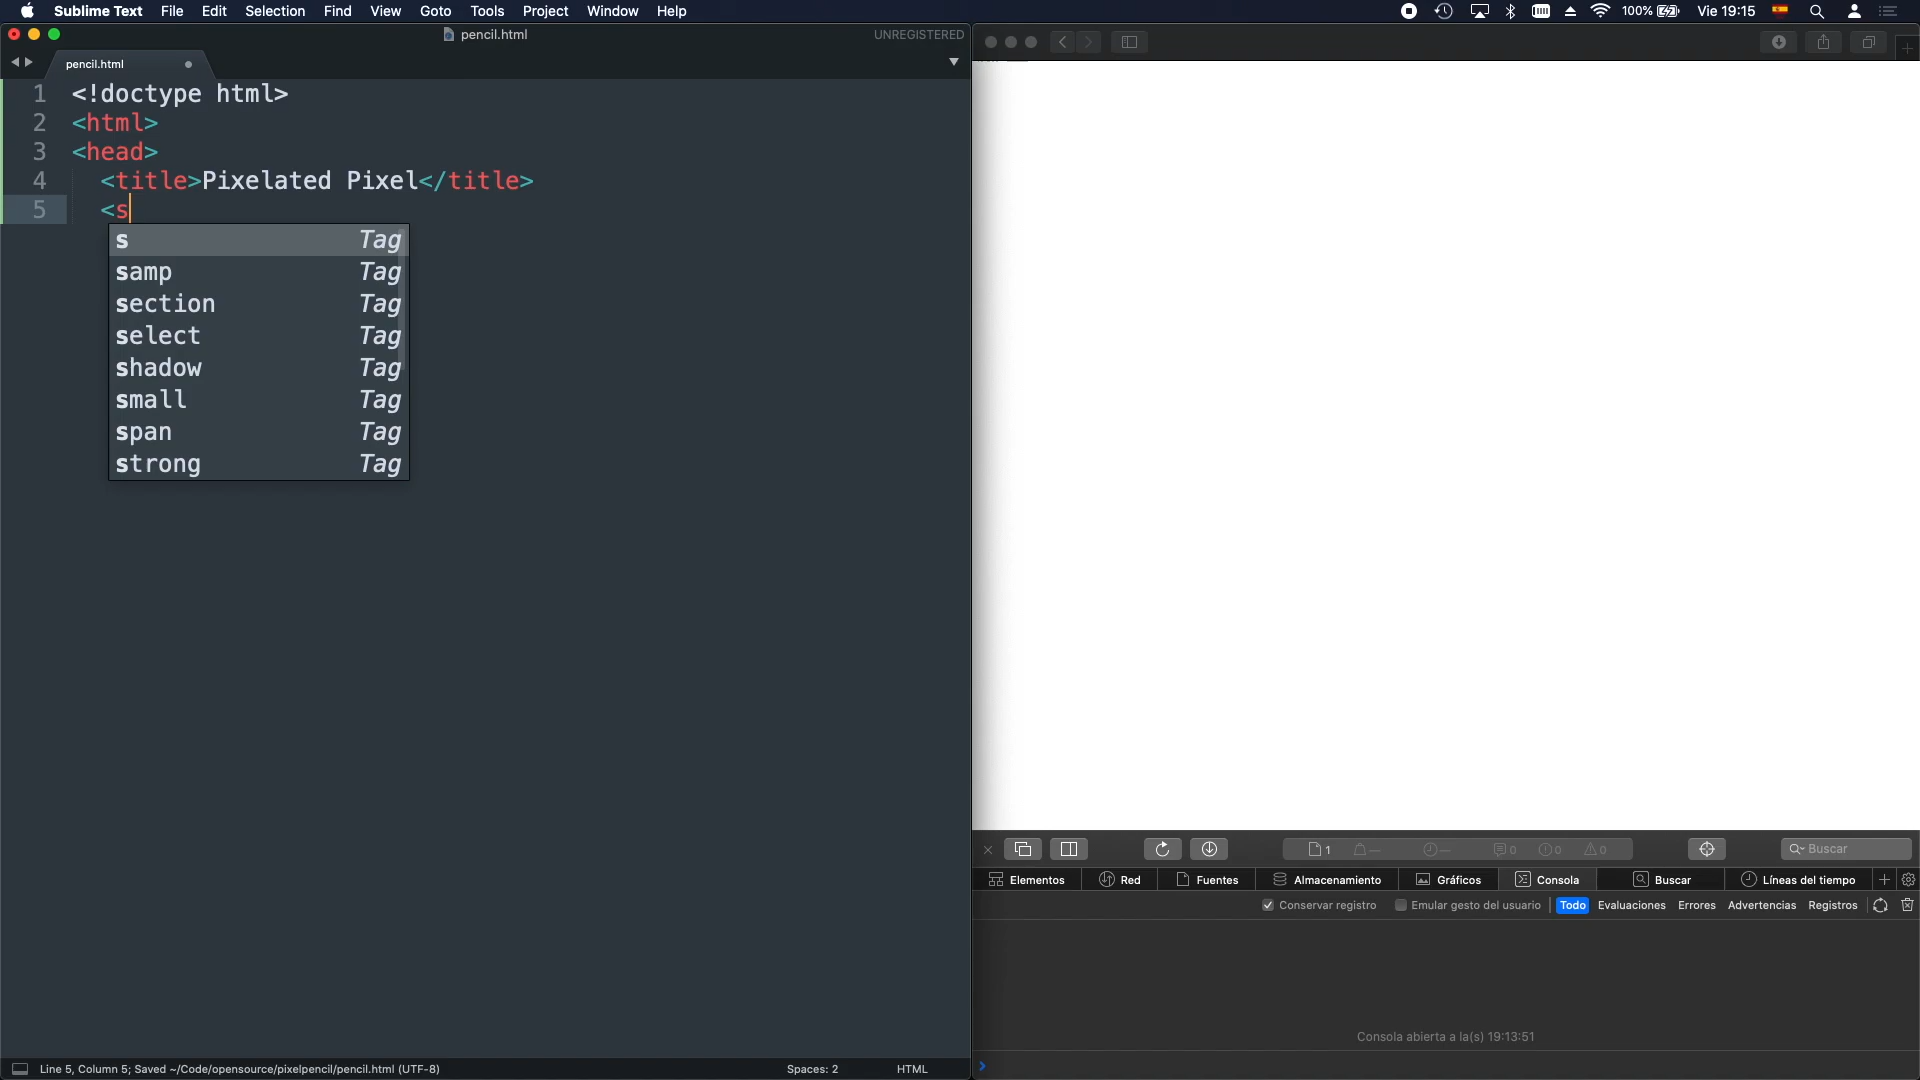 Sublime Text File Edit Selection Find View Goto Tools Project Window Help
100% Vie 19:15
pencil.html
UNREGISTERED
pencil.html
1 <!doctype html>
2 <html>
3 <head>
4 <title>Pixelated Pixel</title>
5 <s
s Tag
samp Tag
section Tag
select Tag
shadow Tag
small Tag
span Tag
strong Tag
1 — — 0 0 0
Buscar
Elementos Red Fuentes Almacenamiento Gráficos Consola Buscar Líneas del tiempo
Conservar registro Emular gesto del usuario Todo Evaluaciones Errores Advertencias Registros
Consola abierta a la(s) 19:13:51
Line 5, Column 5; Saved ~/Code/opensource/pixelpencil/pencil.html (UTF-8)
Spaces: 2 HTML